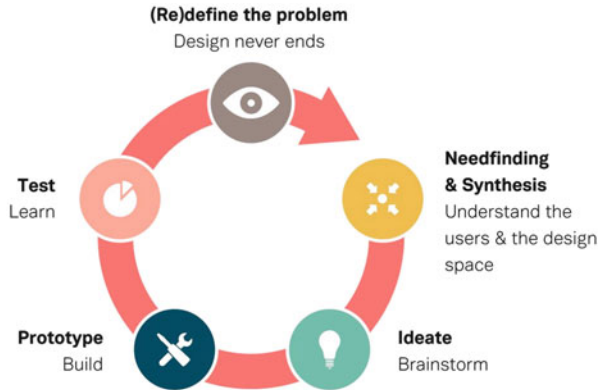 (Re)define the problem
Design never ends
Needfinding
& Synthesis
Understand the
users & the design
space
Ideate
Brainstorm
Prototype
Build
Test
Learn